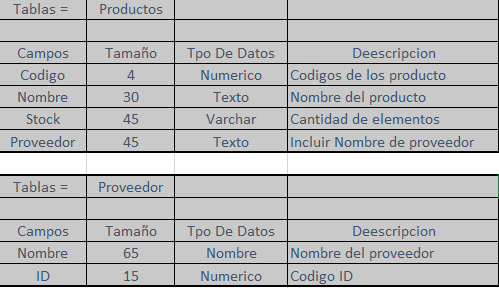 Tablas = Productos
Campos Tamaño Tpo De Datos Deescripcion
Codigo 4 Numerico Codigos de los producto
Nombre 30 Texto Nombre del producto
Stock 45 Varchar Cantidad de elementos
Proveedor 45 Texto Incluir Nombre de proveedor
Tablas = Proveedor
Campos Tamaño Tpo De Datos Deescripcion
Nombre 65 Nombre Nombre del proveedor
ID 15 Numerico Codigo ID